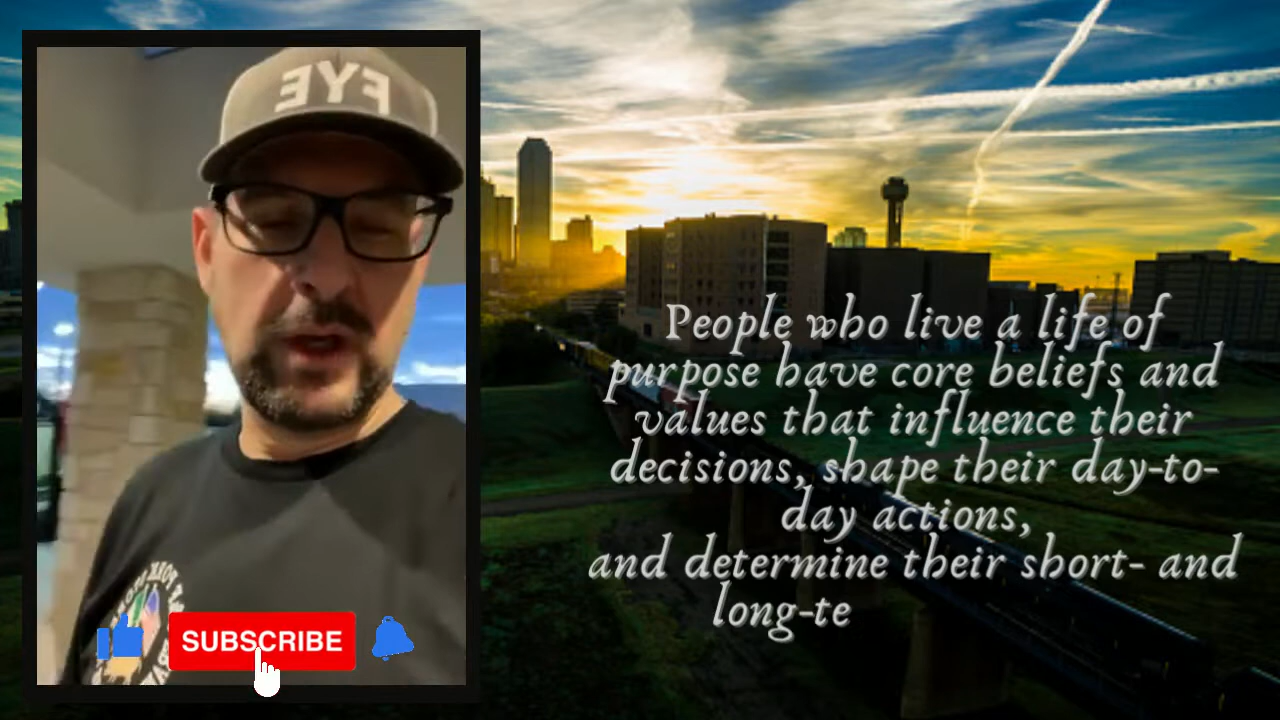 FYE
SUBSCRIBE
People who live a life of
purpose have core beliefs and
values that influence their
decisions, shape their day-to-
day actions,
and determine their short- and
long-te